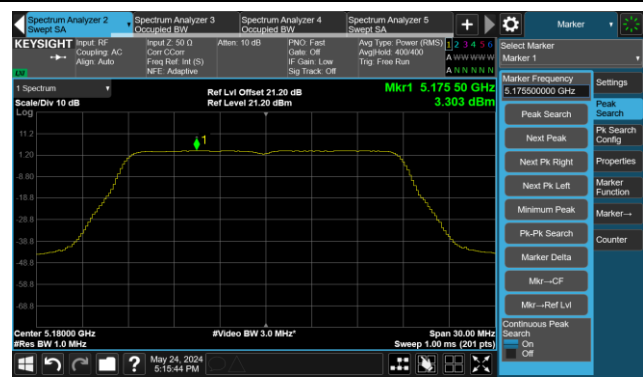 Spectrum Analyzer 2
Swept SA
Spectrum Analyzer 3
Occupied BW
Spectrum Analyzer 4
Occupied BW
Spectrum Analyzer 5
Swept SA
Marker
KEYSIGHT
Input: RF
Coupling: AC
Align: Auto
Input Z: 50 Ω
Corr CCorr
Freq Ref: Int (S)
NFE: Adaptive
Atten: 10 dB
PNO: Fast
Gate: Off
IF Gain: Low
Sig Track: Off
Avg Type: Power (RMS)
Avg|Hold: 400/400
Trig: Free Run
1 2 3 4 5 6
A W W W W W
A N N N N N
LVI
Select Marker
Marker 1
1 Spectrum
Scale/Div 10 dB
Log
Ref Lvl Offset 21.20 dB
Ref Level 21.20 dBm
Mkr1 5.175 50 GHz
3.303 dBm
11.2
1.20
-8.80
-18.8
-28.8
-38.8
-48.8
-58.8
-68.8
1
Center 5.18000 GHz
#Res BW 1.0 MHz
#Video BW 3.0 MHz*
Span 30.00 MHz
Sweep 1.00 ms (201 pts)
Marker Frequency
5.175500000 GHz
Peak Search
Next Peak
Next Pk Right
Next Pk Left
Minimum Peak
Pk-Pk Search
Marker Delta
Mkr→CF
Mkr→Ref Lvl
Continuous Peak
Search
On
Off
Settings
Peak
Search
Pk Search
Config
Properties
Marker
Function
Marker→
Counter
?
May 24, 2024
5:15:44 PM